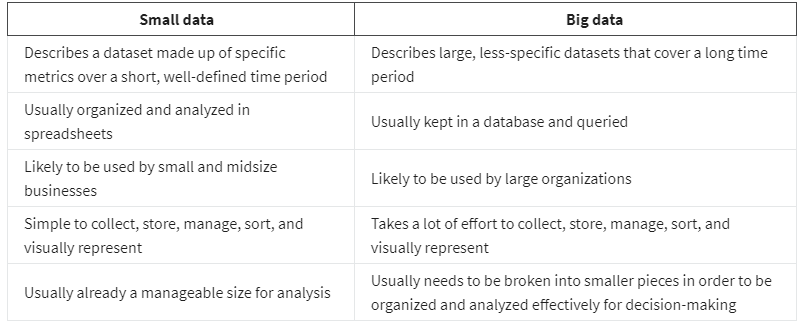 Small data
Big data
Describes a dataset made up of specific
metrics over a short, well-defined time period
Describes large, less-specific datasets that cover a long time
period
Usually organized and analyzed in
spreadsheets
Usually kept in a database and queried
Likely to be used by small and midsize
businesses
Likely to be used by large organizations
Simple to collect, store, manage, sort, and
visually represent
Takes a lot of effort to collect, store, manage, sort, and
visually represent
Usually already a manageable size for analysis
Usually needs to be broken into smaller pieces in order to be
organized and analyzed effectively for decision-making